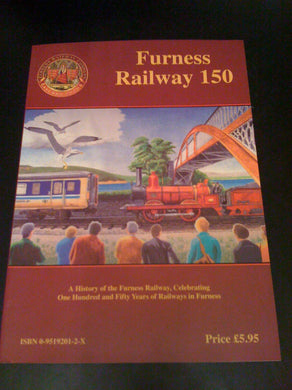 Furness
Railway 150
A History of the Furness Railway, Celebrating
One Hundred and Fifty Years of Railways in Furness
ISBN 0-9519201-2-X
Price £5.95